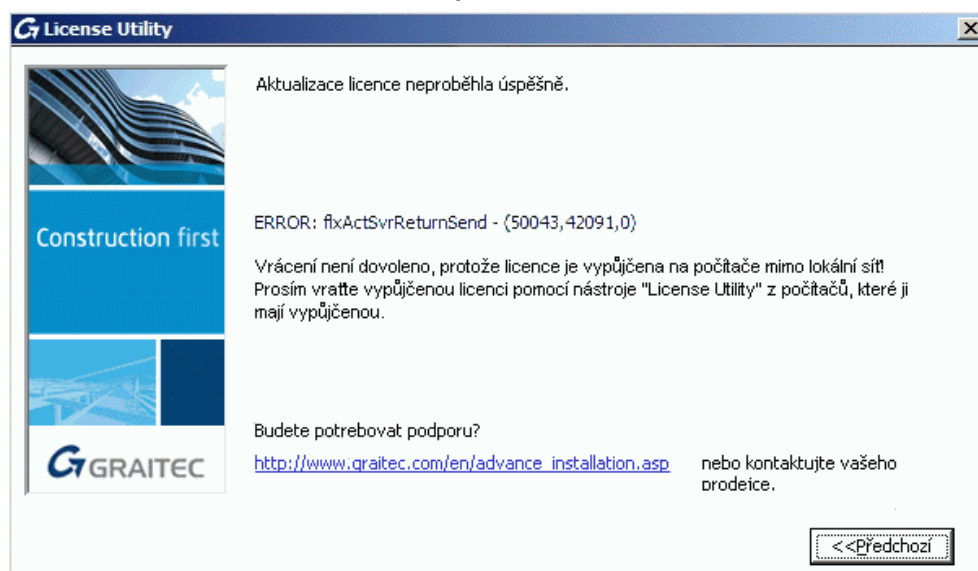 License Utility
Aktualizace licence neproběhla úspěšně.
Construction first
ERROR: flxActSvrReturnSend - (50043,42091,0)
Vrácení není dovoleno, protože licence je vypůjčena na počítače mimo lokální síť!
Prosím vraťte vypůjčenou licenci pomocí nástroje "License Utility" z počítačů, které ji
mají vypůjčenou.
Budete potrebovat podporu?
http://www.graitec.com/en/advance_installation.asp nebo kontaktujte vašeho
prodejce.
GRAITEC
<<Předchozí